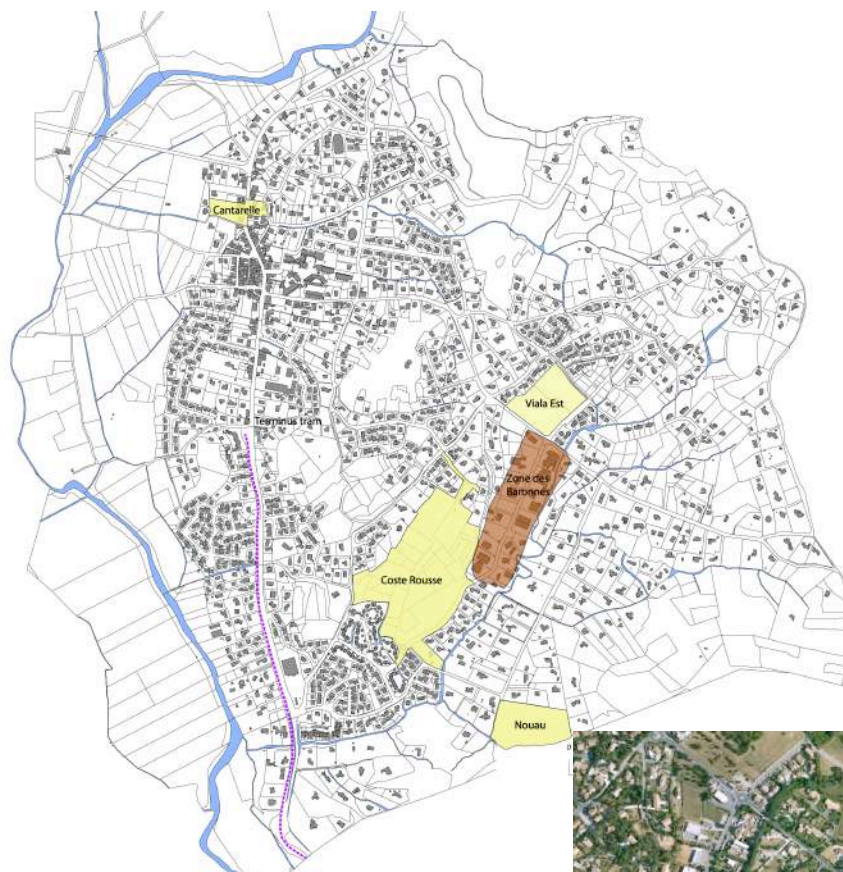 Cantarelle
Viala Est
Terminus tram
Zone des
Baronnes
Coste Rousse
Nouau